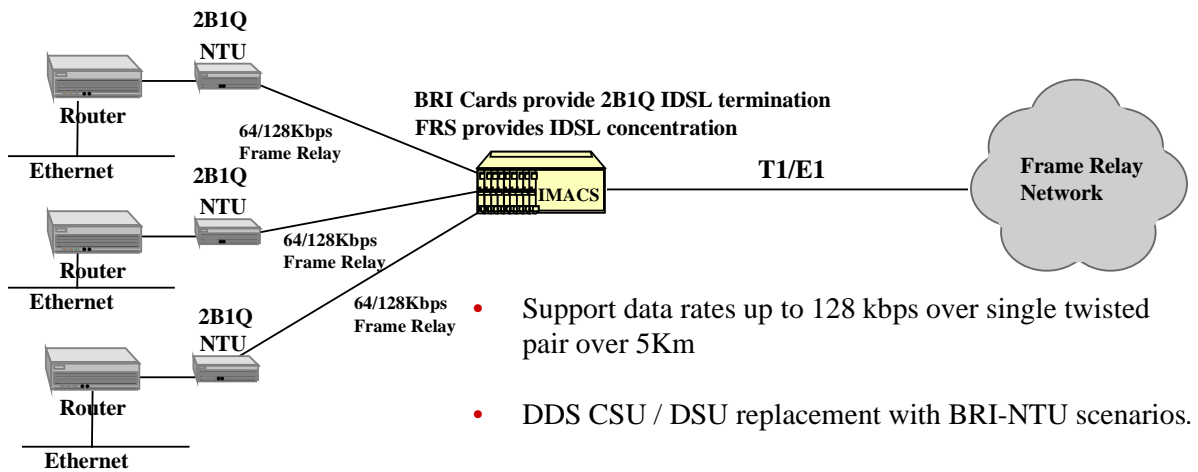 2B1Q
NTU
Router
64/128Kbps
Frame Relay
Ethernet
BRI Cards provide 2B1Q IDSL termination
FRS provides IDSL concentration
IMACS
T1/E1
Frame Relay
Network
2B1Q
NTU
Router
64/128Kbps
Frame Relay
Ethernet
2B1Q
NTU
Router
64/128Kbps
Frame Relay
Ethernet
• Support data rates up to 128 kbps over single twisted
pair over 5Km
• DDS CSU / DSU replacement with BRI-NTU scenarios.